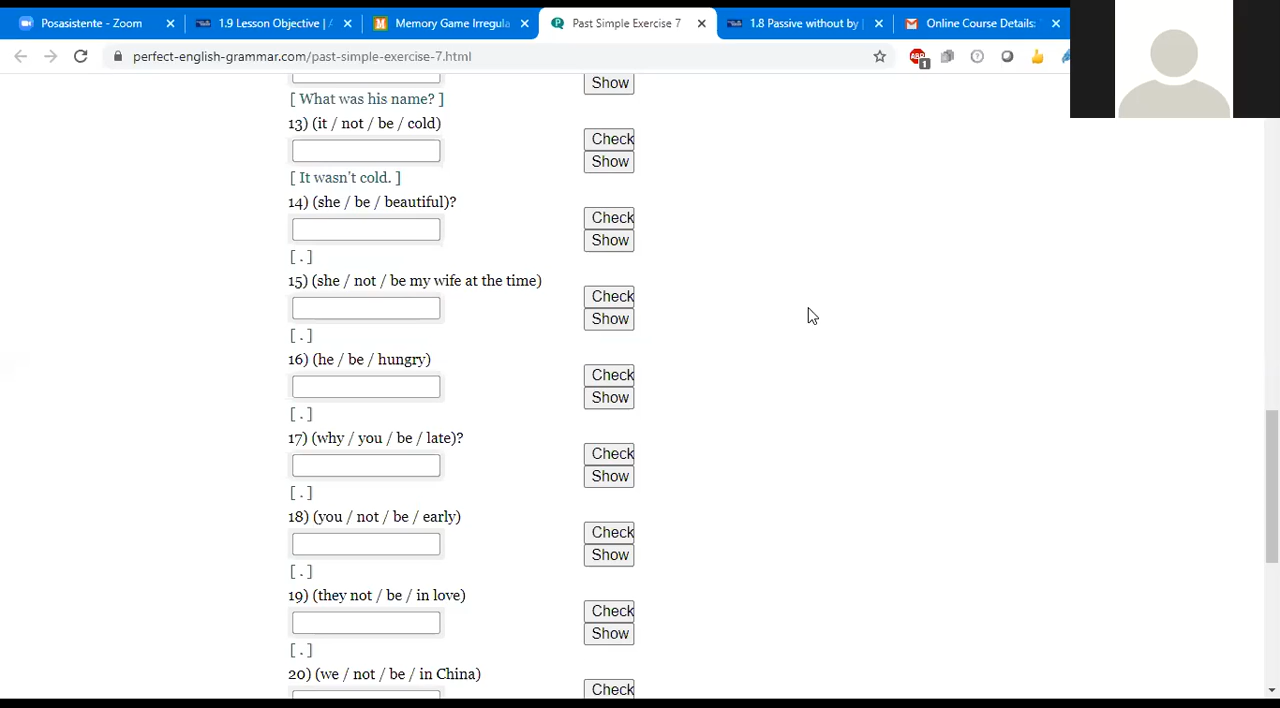 Posasistente - Zoom
1.9 Lesson Objective | A
Memory Game Irregula
Past Simple Exercise 7
1.8 Passive without by |
Online Course Details:
perfect-english-grammar.com/past-simple-exercise-7.html
ABP
1
Show
[ What was his name? ]
13) (it / not / be / cold)
Check
Show
[ It wasn't cold. ]
14) (she / be / beautiful)?
Check
Show
[ . ]
15) (she / not / be my wife at the time)
Check
Show
[ . ]
16) (he / be / hungry)
Check
Show
[ . ]
17) (why / you / be / late)?
Check
Show
[ . ]
18) (you / not / be / early)
Check
Show
[ . ]
19) (they not / be / in love)
Check
Show
[ . ]
20) (we / not / be / in China)
Check